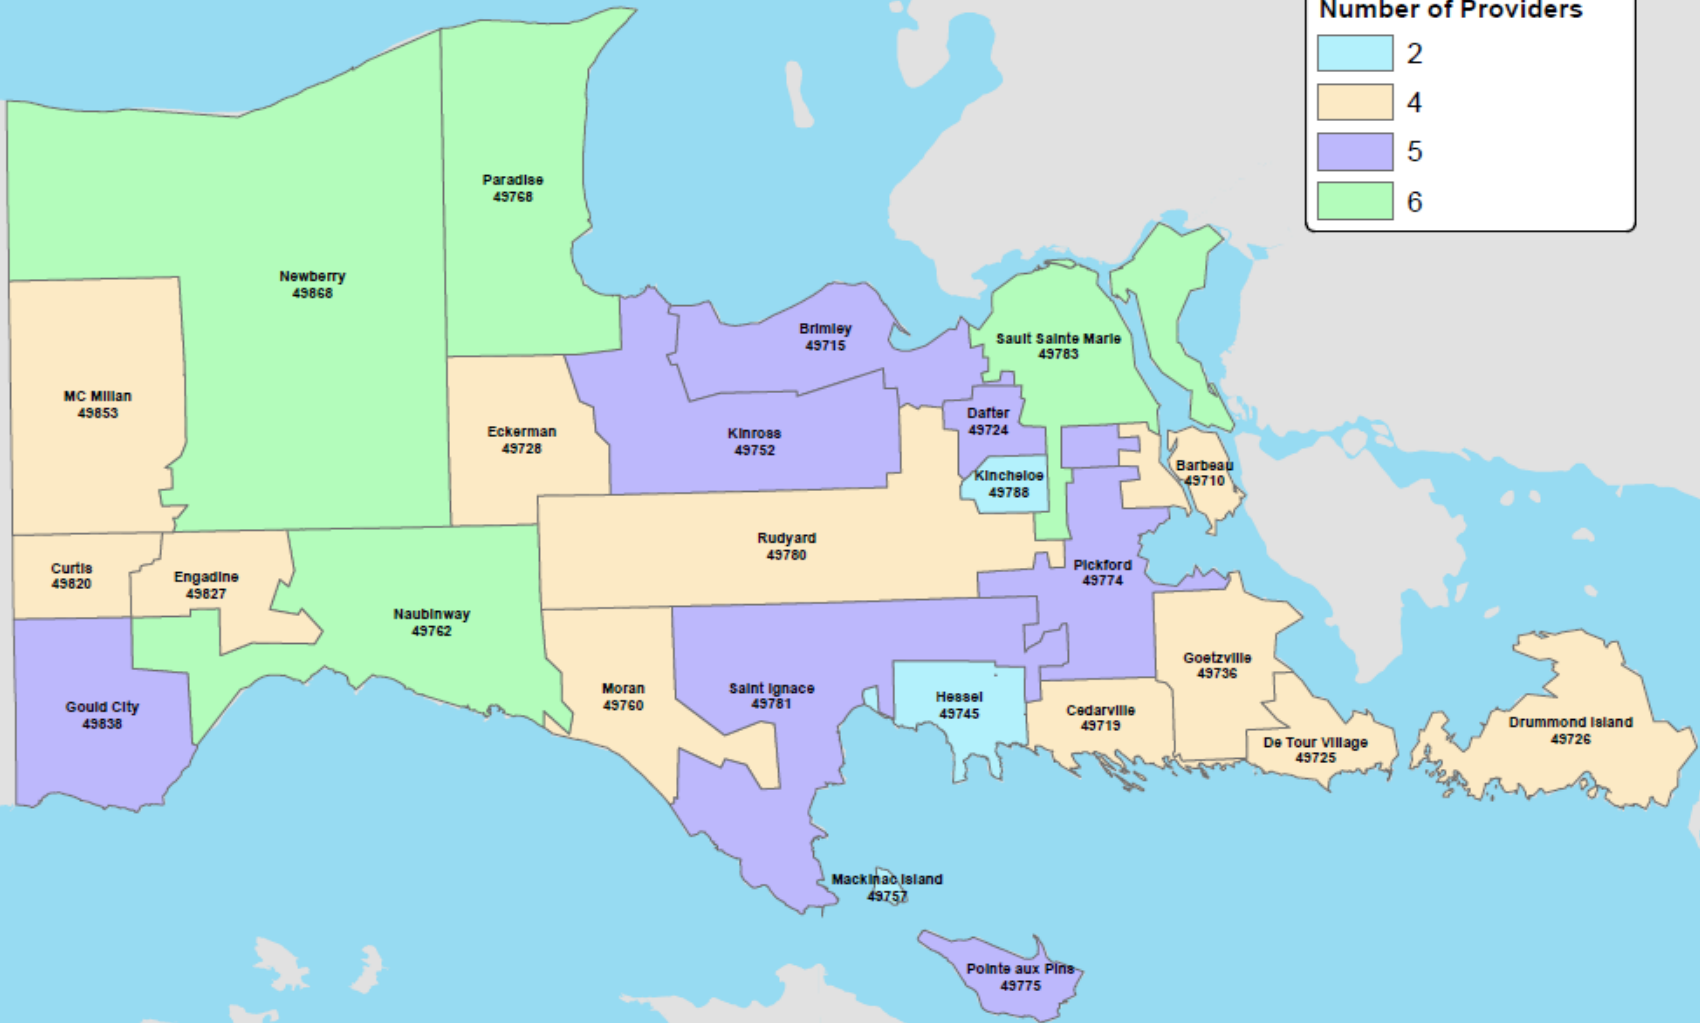 Number of Providers
2
4
5
6
Paradise
49768
Newberry
49868
Brimley
49715
Sault Sainte Marie
49783
MC Millan
49853
Eckerman
49728
Kinross
49752
Dafter
49724
Kincheloe
49788
Barbeau
49710
Rudyard
49780
Curtis
49820
Engadine
49827
Pickford
49774
Naubinway
49762
Goetzville
49736
Gould City
49838
Moran
49760
Saint Ignace
49781
Hessel
49745
Cedarville
49719
Drummond Island
49726
De Tour Village
49725
Mackinac Island
49757
Pointe aux Pins
49775